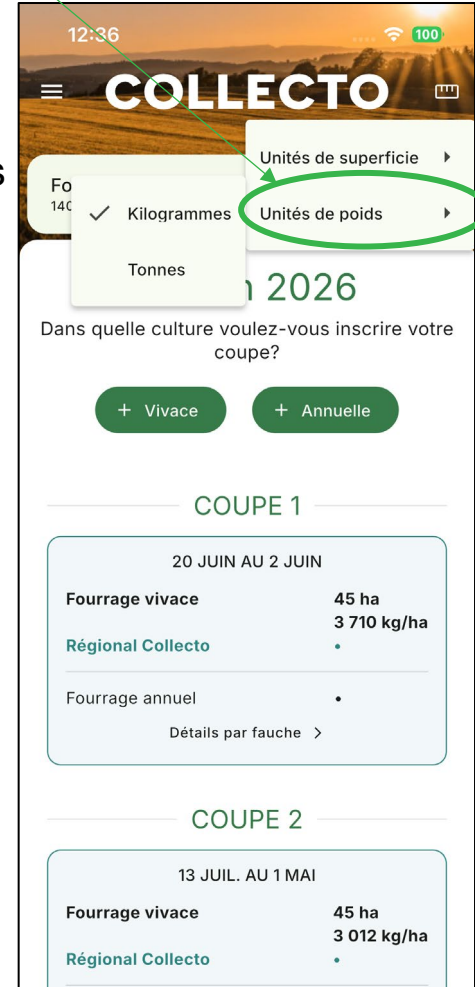 12:36
100
COLLECTO
s
Unités de superficie
Fo
140
Kilogrammes
Unités de poids
Tonnes
n 2026
Dans quelle culture voulez-vous inscrire votre
coupe?
+ Vivace
+ Annuelle
COUPE 1
20 JUIN AU 2 JUIN
Fourrage vivace 45 ha
3 710 kg/ha
Régional Collecto •
Fourrage annuel •
Détails par fauche >
COUPE 2
13 JUIL. AU 1 MAI
Fourrage vivace 45 ha
3 012 kg/ha
Régional Collecto •